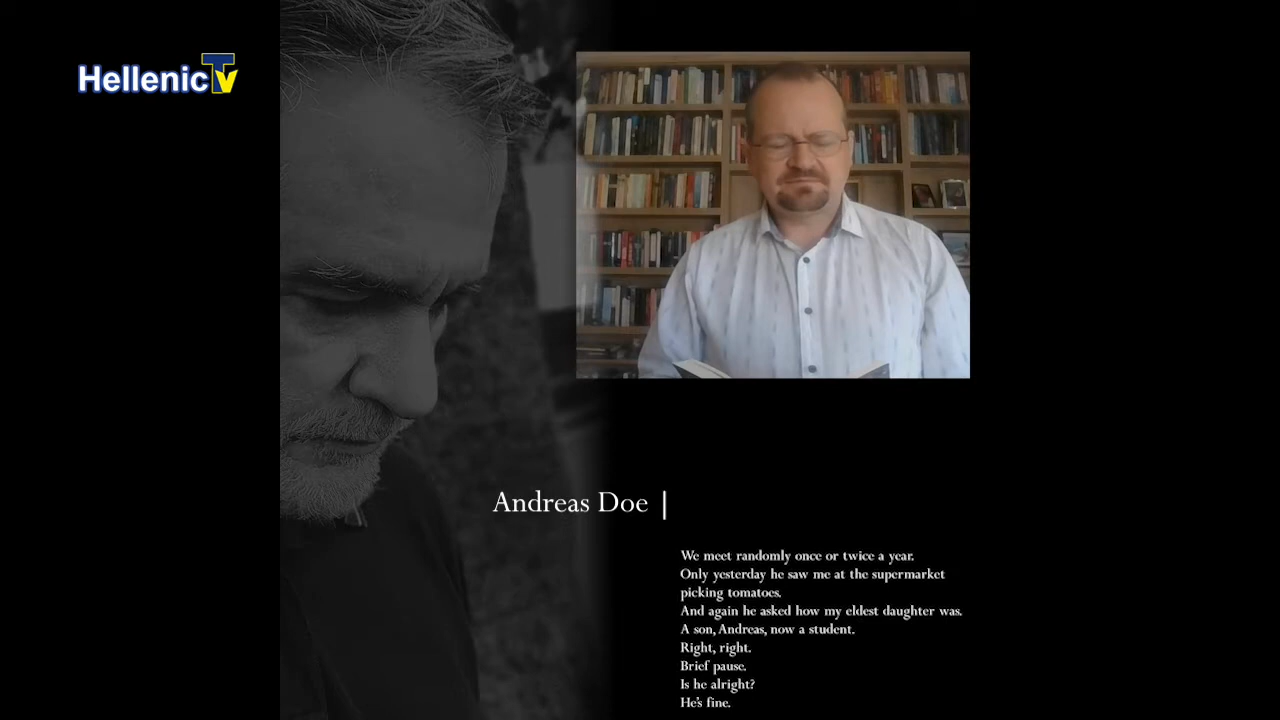 HellenicTv
Andreas Doe |
We meet randomly once or twice a year.
Only yesterday he saw me at the supermarket
picking tomatoes.
And again he asked how my eldest daughter was.
A son, Andreas, now a student.
Right, right.
Brief pause.
Is he alright?
He's fine.